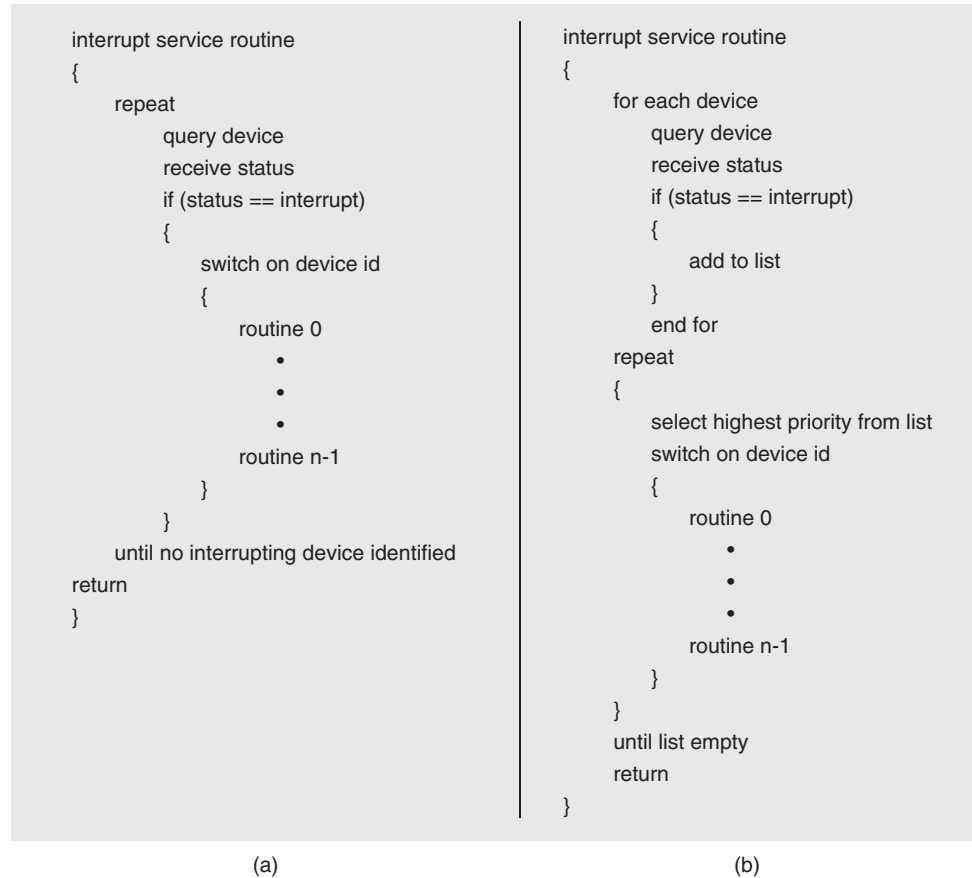 interrupt service routine
{
repeat
query device
receive status
if (status == interrupt)
{
switch on device id
{
routine 0
•
•
•
routine n-1
}
}
until no interrupting device identified
return
}
(a)
interrupt service routine
{
for each device
query device
receive status
if (status == interrupt)
{
add to list
}
end for
repeat
{
select highest priority from list
switch on device id
{
routine 0
•
•
•
routine n-1
}
}
until list empty
return
}
(b)